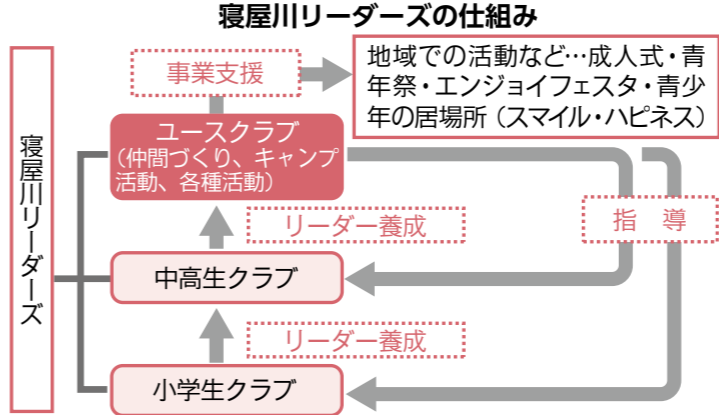 寝屋川リーダーズの仕組み
事業支援
地域での活動など…成人式・青
年祭・エンジョイフェスタ・青少
年の居場所（スマイル・ハピネス）
寝屋川リーダーズ
ユースクラブ
（仲間づくり、キャンプ
活動、各種活動）
リーダー養成
指　導
中高生クラブ
リーダー養成
小学生クラブ